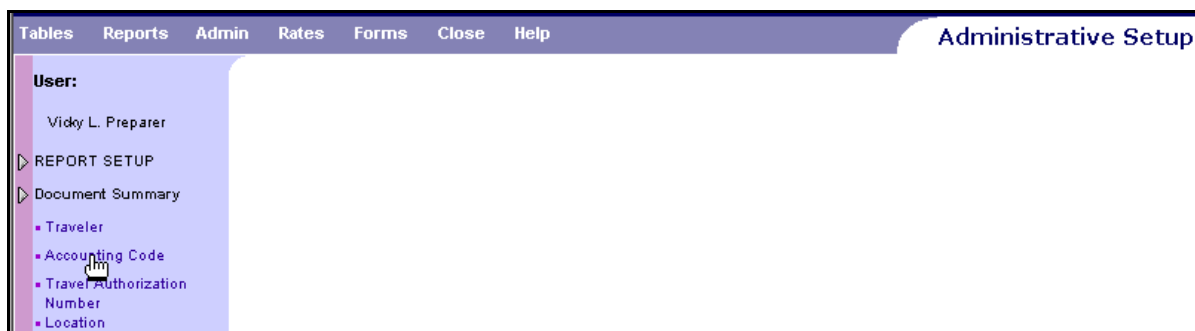 Tables Reports Admin Rates Forms Close Help Administrative Setup
User:
Vicky L. Preparer
REPORT SETUP
Document Summary
Traveler
Accounting Code
Travel Authorization
Number
Location